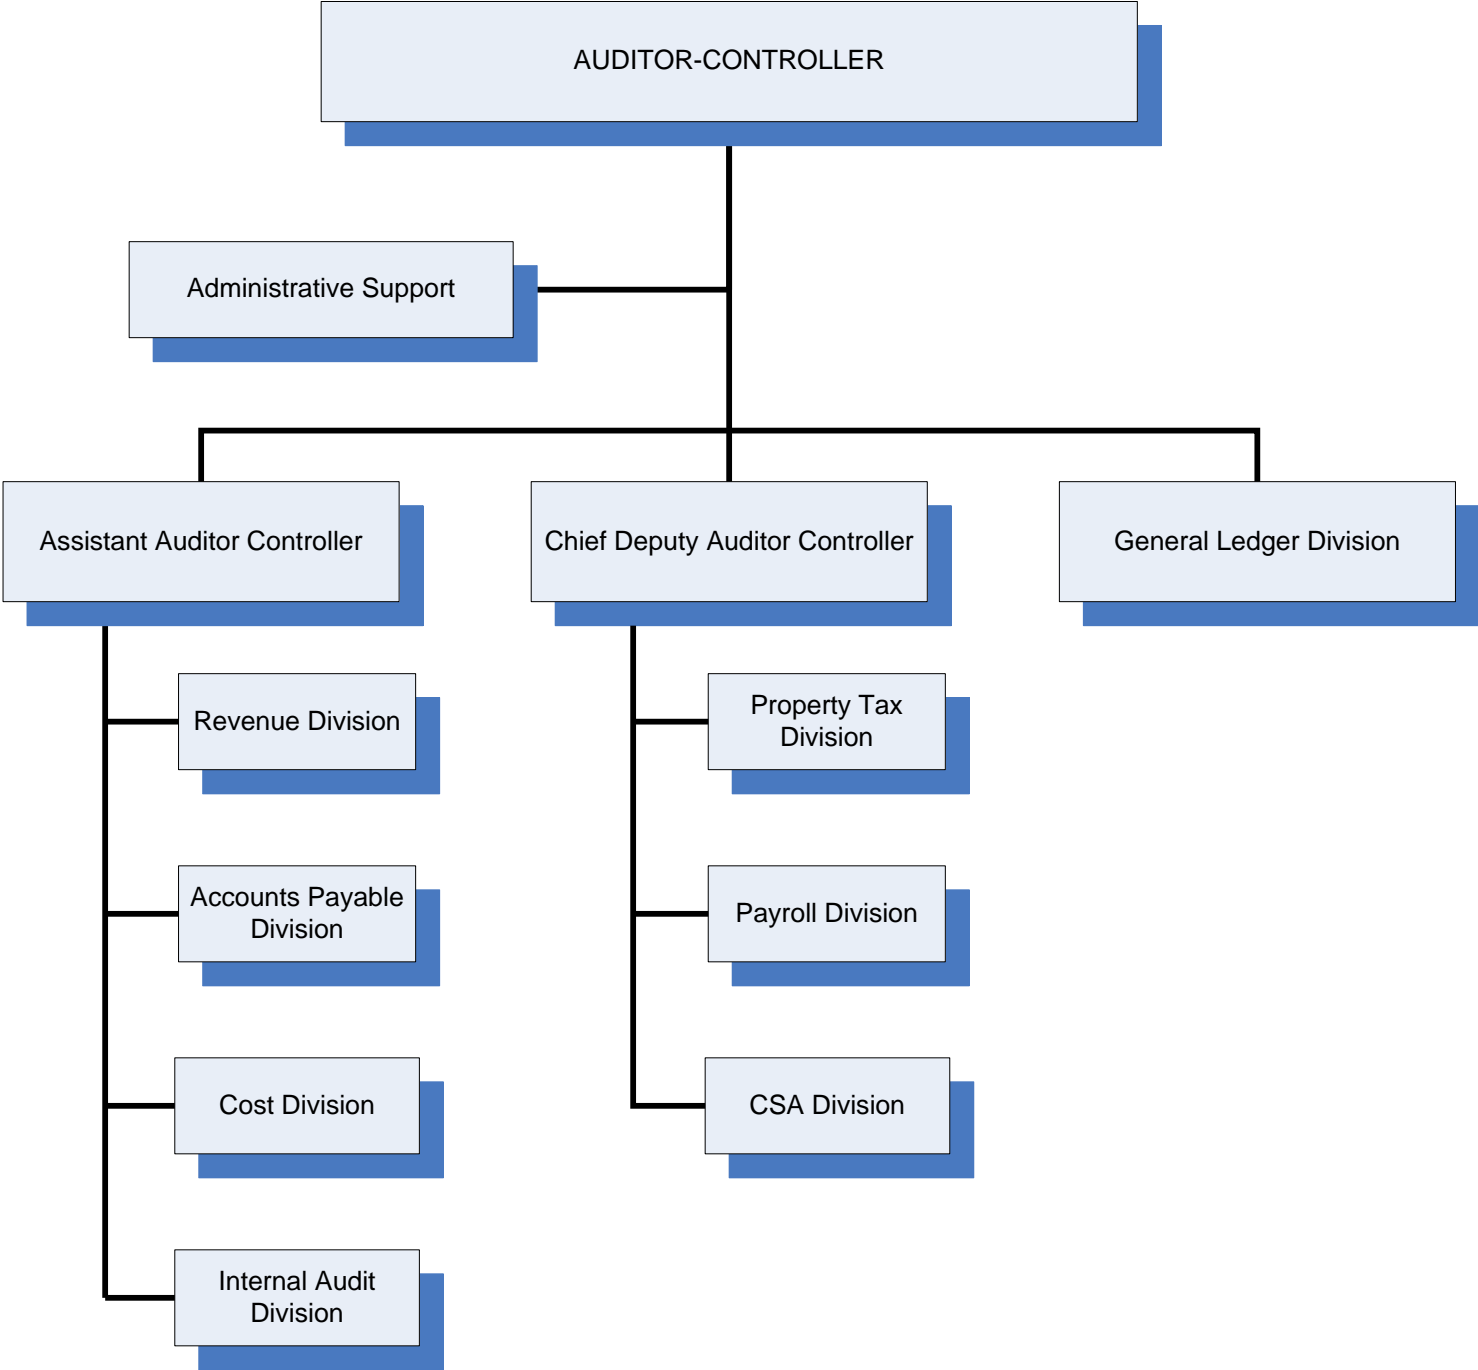 AUDITOR-CONTROLLER
Administrative Support
Assistant Auditor Controller
Chief Deputy Auditor Controller
General Ledger Division
Revenue Division
Property Tax
Division
Accounts Payable
Division
Payroll Division
Cost Division
CSA Division
Internal Audit
Division